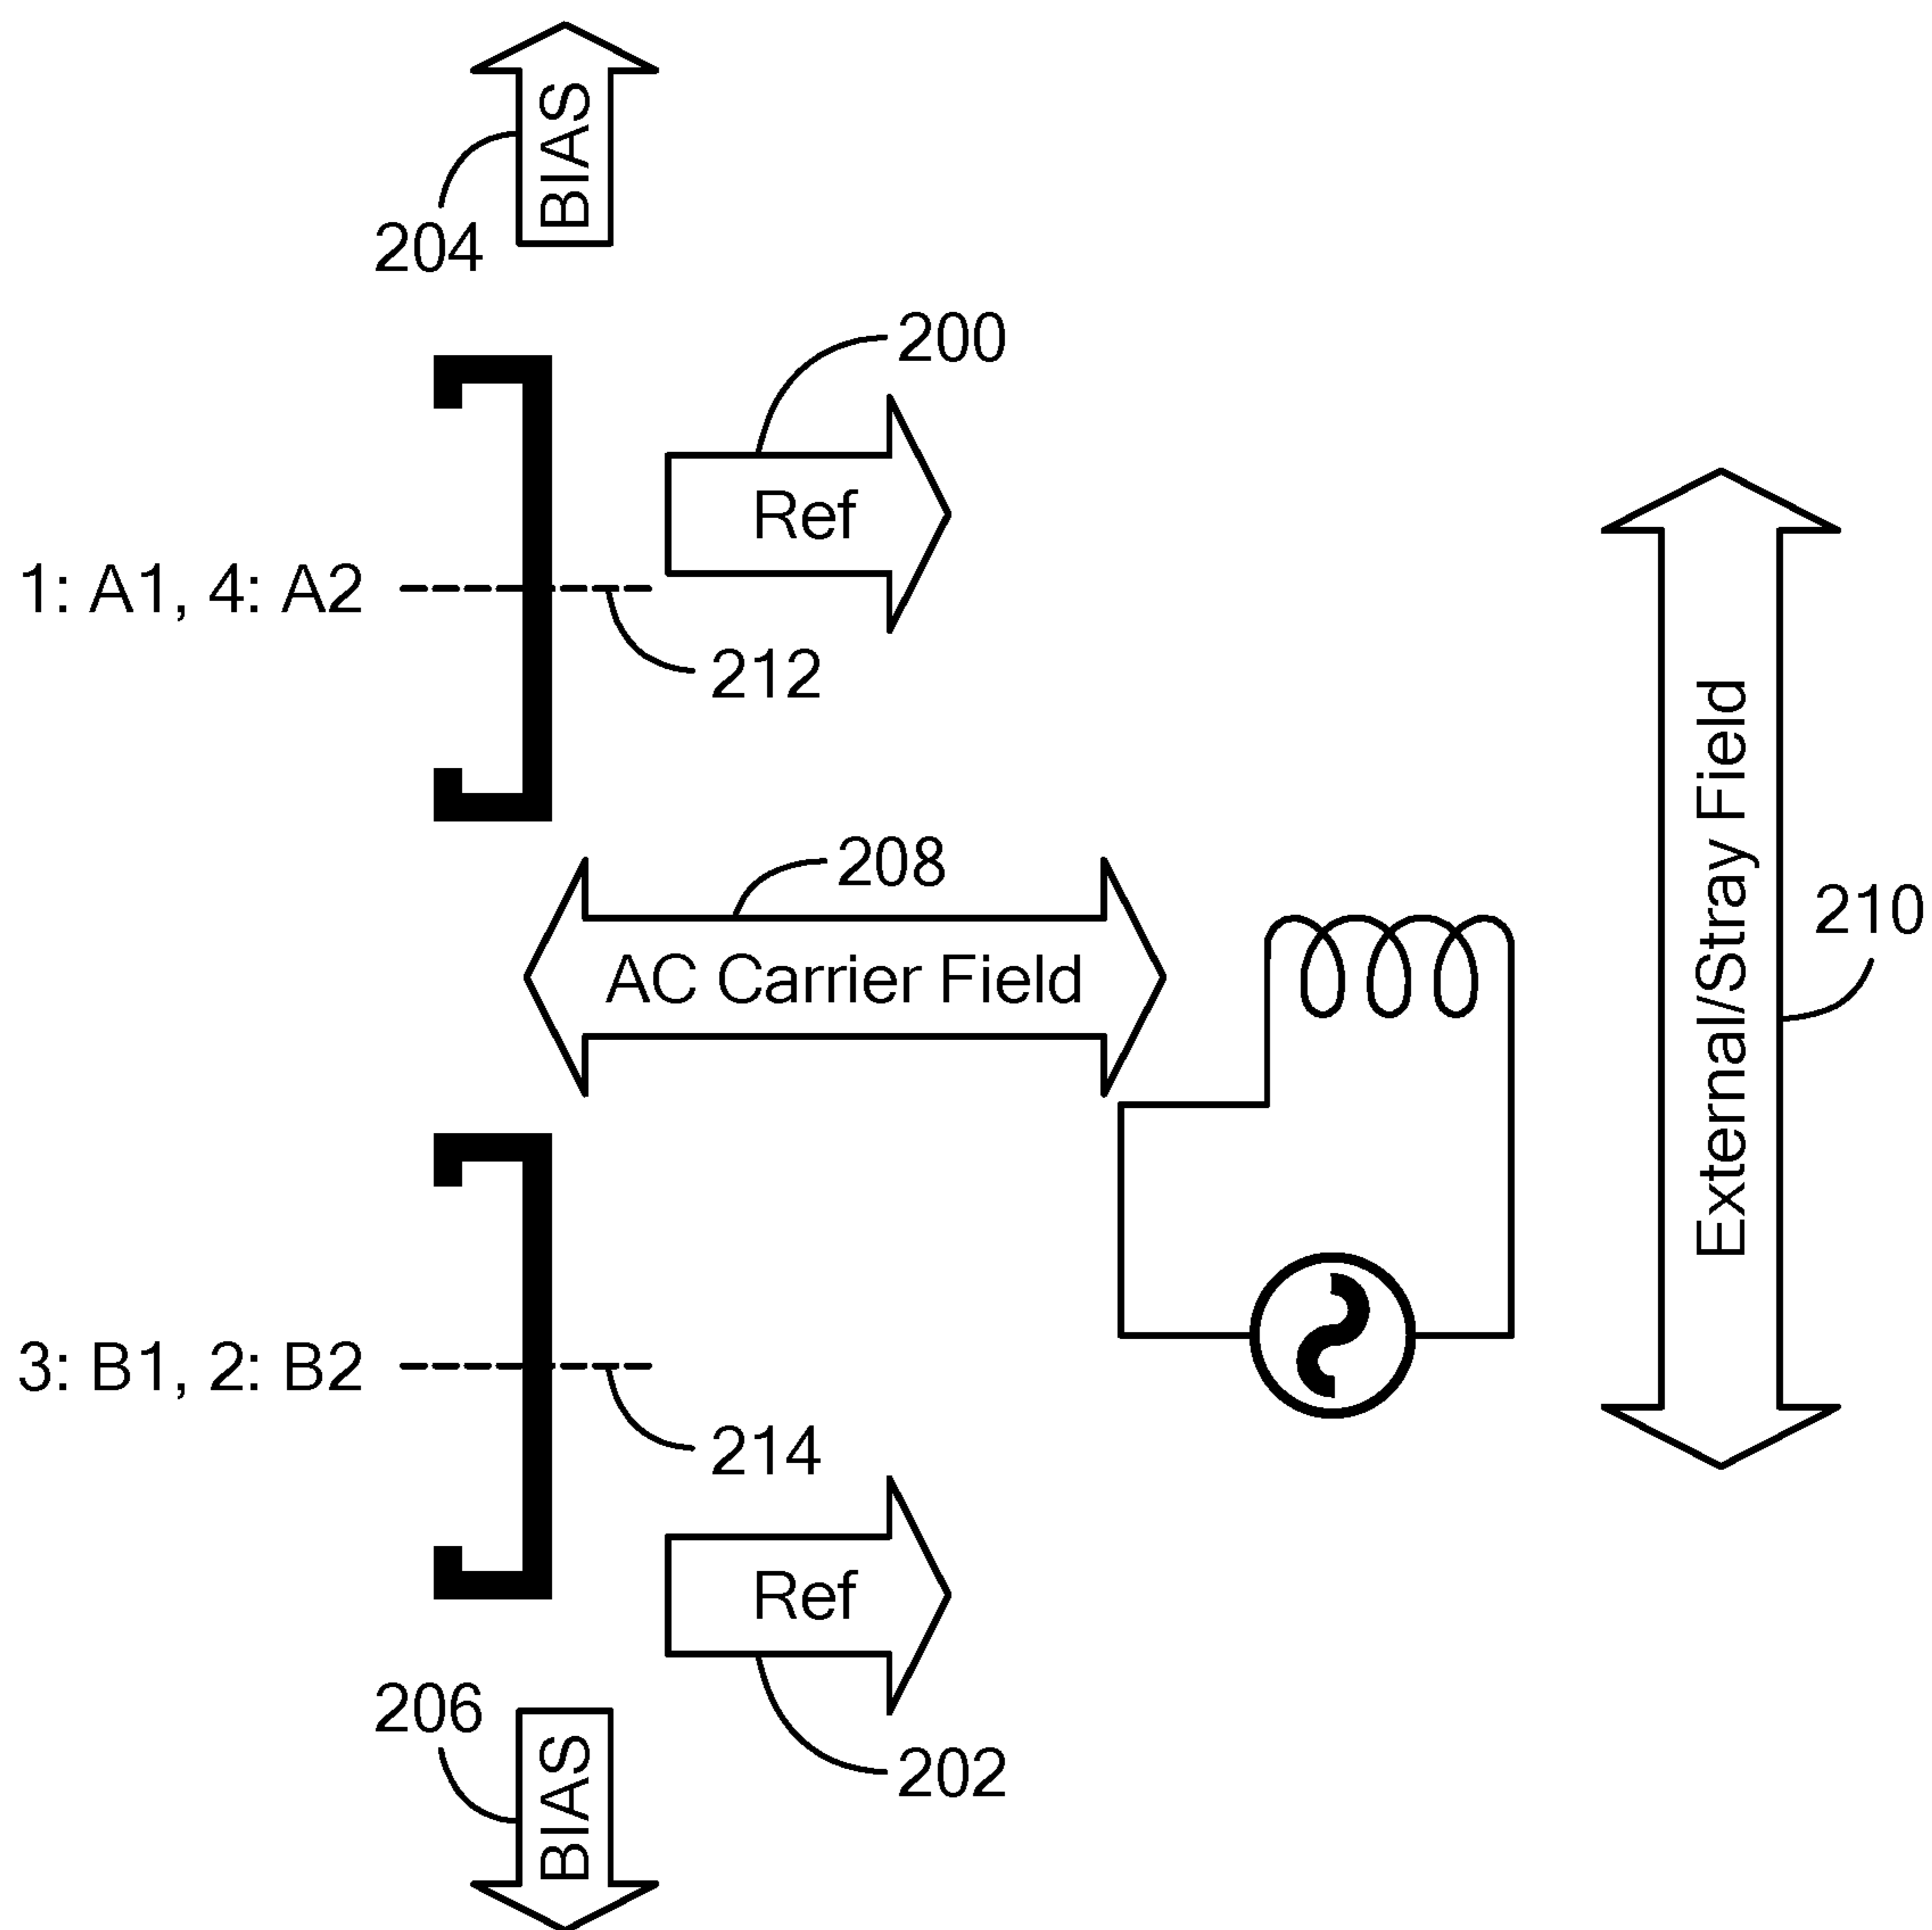 BIAS
204
200
Ref
1: A1, 4: A2
212
208
AC Carrier Field
External/Stray Field
210
3: B1, 2: B2
214
Ref
206
BIAS
202